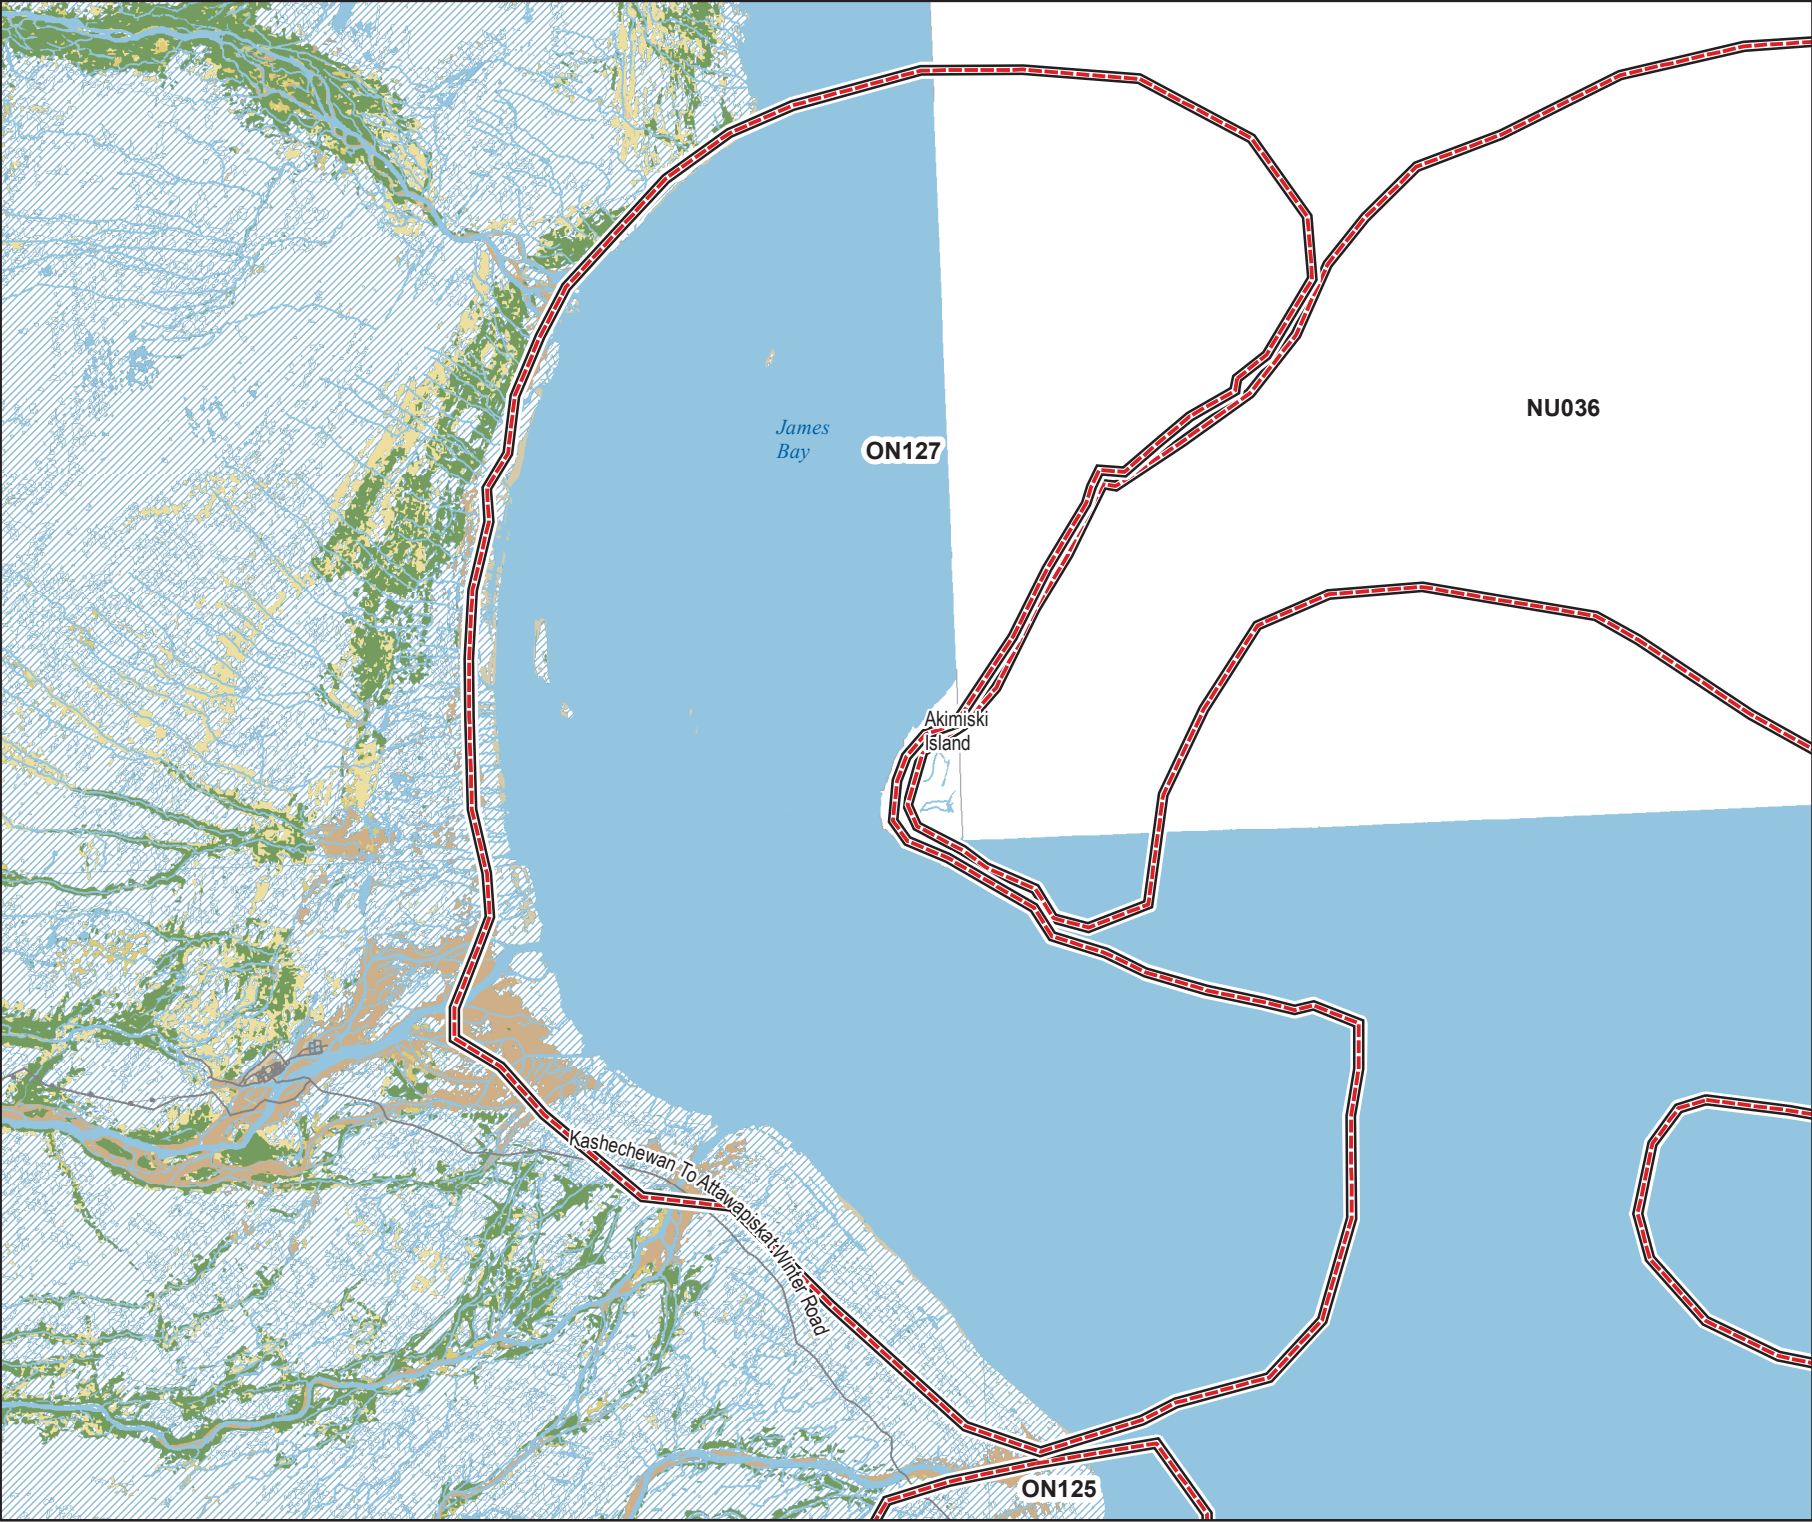 NU036
James
Bay
ON127
Akimiski
Island
Kashechewan To Attawapiskat Winter Road
ON125